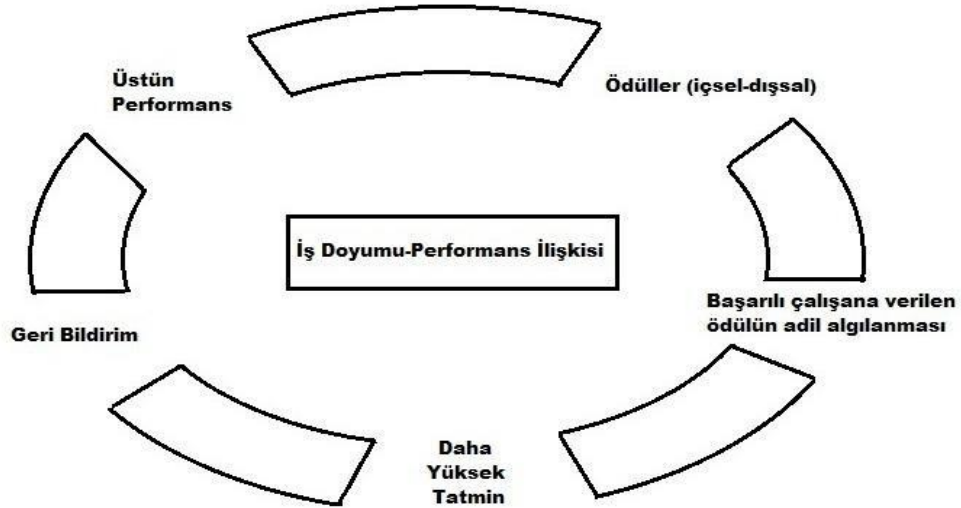 Üstün
Performans
Ödüller (içsel-dışsal)
İş Doyumu-Performans İlişkisi
Başarılı çalışana verilen
ödülün adil algılanması
Geri Bildirim
Daha
Yüksek
Tatmin